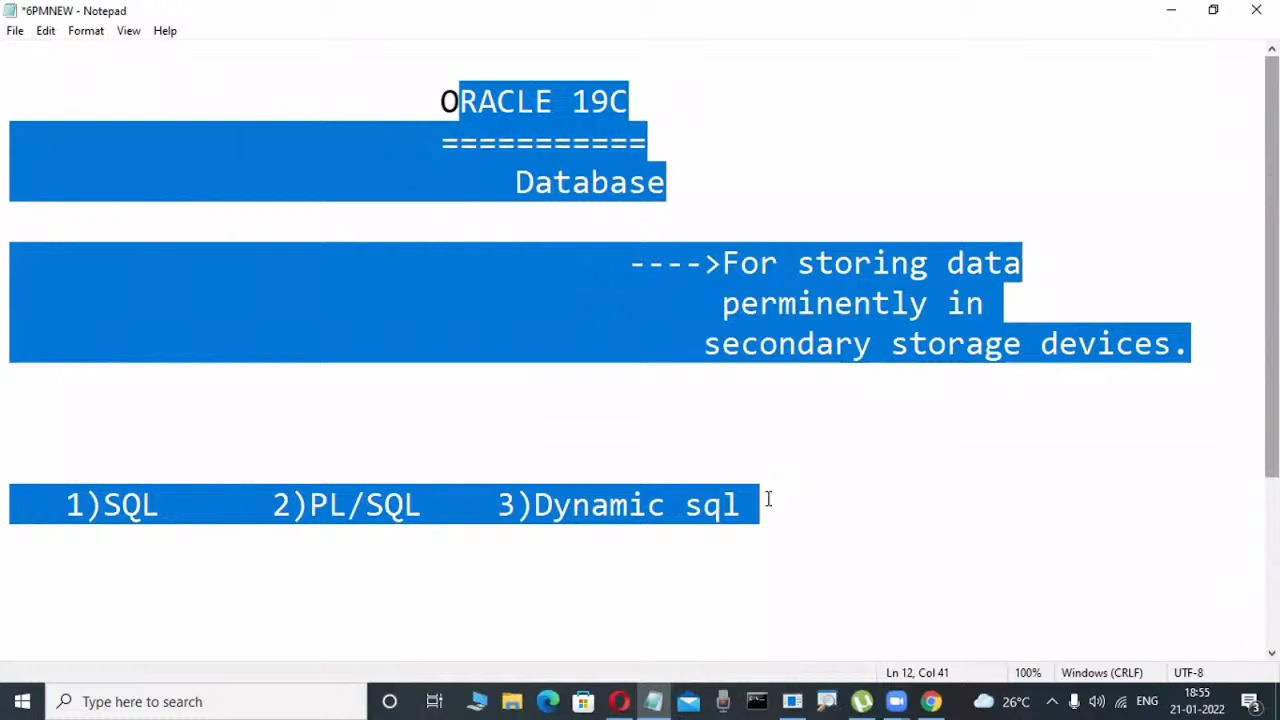 *6PMNEW - Notepad
File Edit Format View Help
ORACLE 19C
===========
Database
---->For storing data
perminently in
secondary storage devices.
1)SQL 2)PL/SQL 3)Dynamic sql
Ln 12, Col 41 100% Windows (CRLF) UTF-8
Type here to search 26°C ENG 18:55
21-01-2022 3